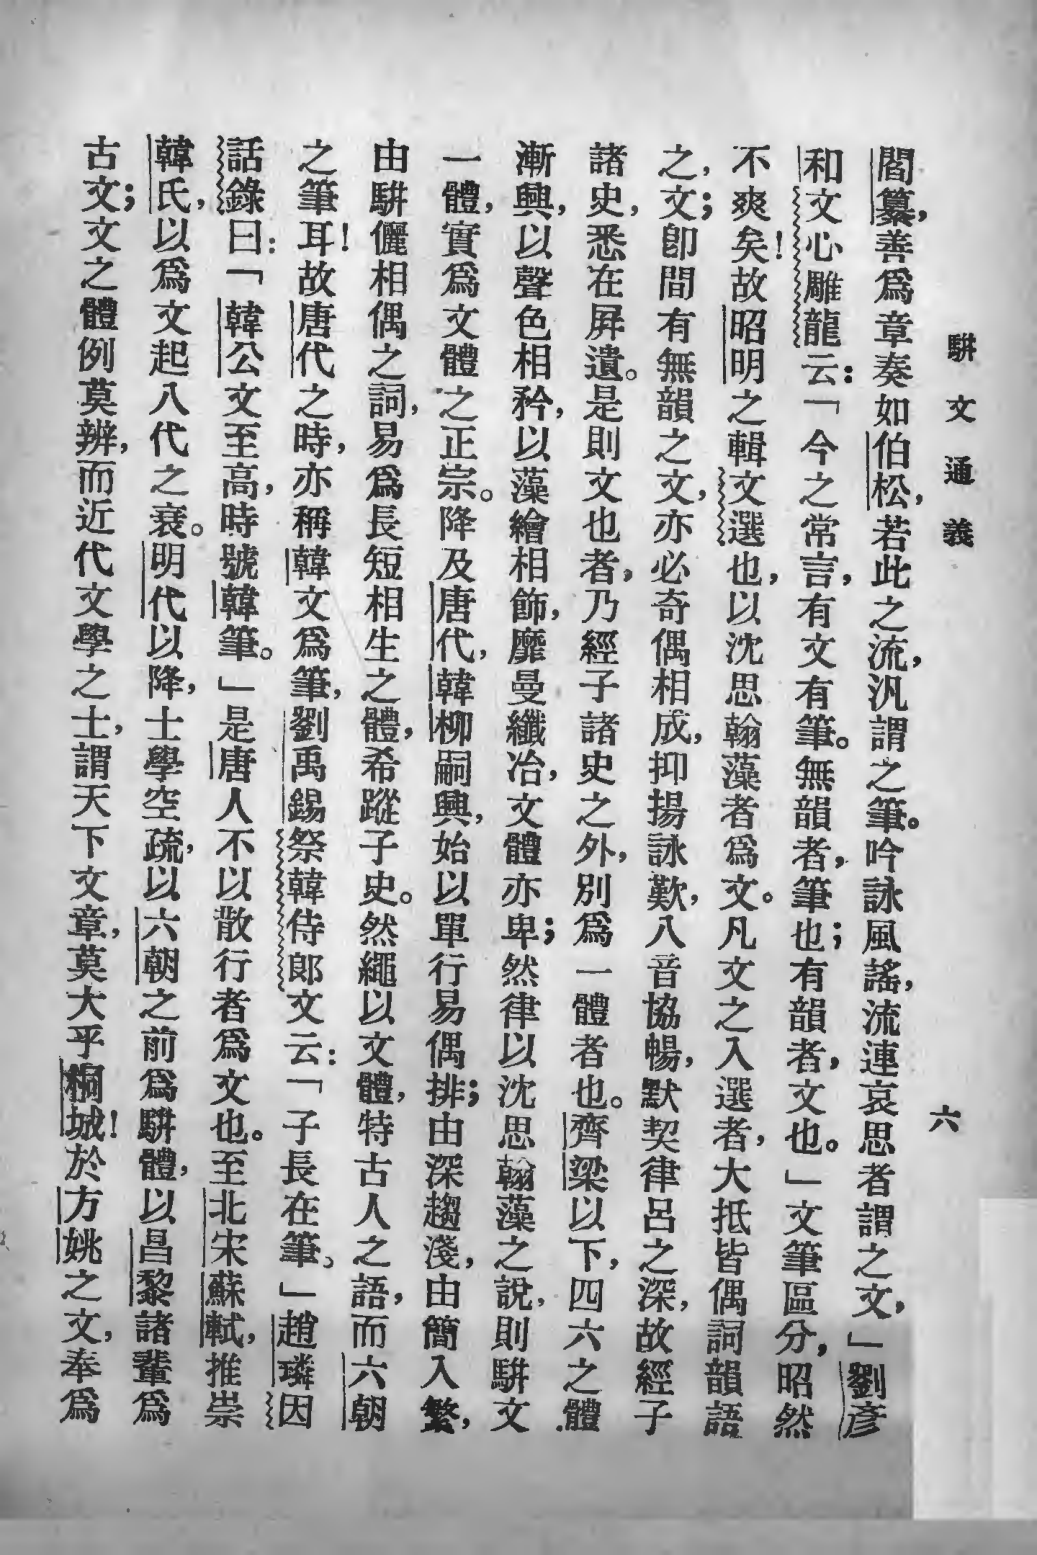 駢文通義
六
閻纂，善爲章奏如伯松，若此之流，汎謂之筆。吟詠風謠，流連哀思者謂之文，」劉彥
和文心雕龍云：「今之常言，有文有筆。無韻者，筆也；有韻者，文也。」文筆區分，昭然
不爽矣！故昭明之輯文選也，以沈思翰藻者爲文。凡文之入選者，大抵皆偶詞韻語
之，文；卽間有無韻之文，亦必奇偶相成，抑揚詠歎，八音協暢，默契律呂之深，故經子
諸史，悉在屛遺。是則文也者，乃經子諸史之外，別爲一體者也。齊梁以下，四六之體
漸興，以聲色相矜，以藻繪相飾，靡曼纖冶，文體亦卑；然律以沈思翰藻之說，則駢文
一體，實爲文體之正宗。降及唐代，韓柳嗣興，始以單行易偶排；由深趨淺，由簡入繁，
由駢儷相偶之詞，易爲長短相生之體，希蹤子史。然繩以文體，特古人之語，而六朝
之筆耳！故唐代之時，亦稱韓文爲筆，劉禹錫祭韓侍郎文云：「子長在筆。」趙璘因
話錄曰：「韓公文至高，時號韓筆。」是唐人不以散行者爲文也。至北宋蘇軾，推崇
韓氏，以爲文起八代之衰。明代以降，士學空疏，以六朝之前爲駢體，以昌黎諸輩爲
古文；文之體例莫辨，而近代文學之士，謂天下文章，莫大乎桐城！於方姚之文，奉爲